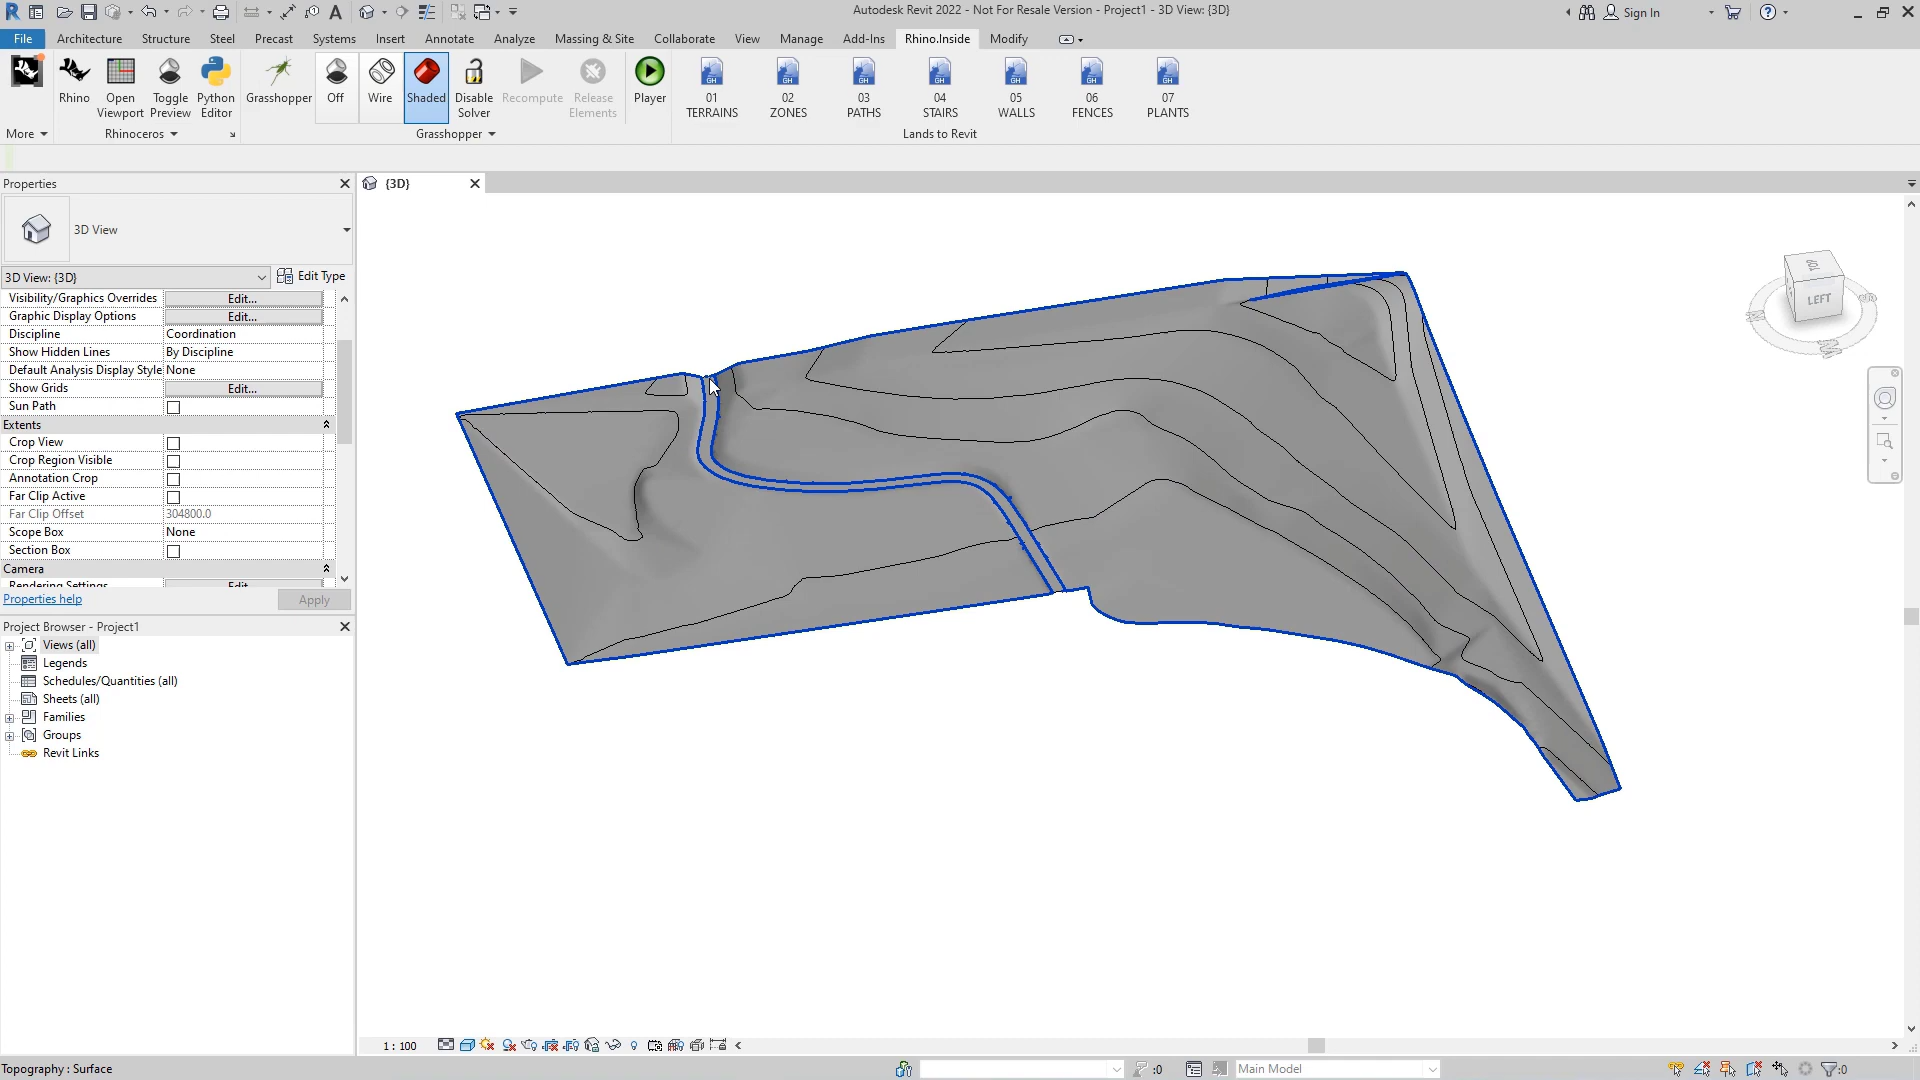 Autodesk Revit 2022 - Not For Resale Version - Project1 - 3D View: {3D}
Sign In
File Architecture Structure Steel Precast Systems Insert Annotate Analyze Massing & Site Collaborate View Manage Add-Ins Rhino.Inside Modify
Rhino
Open Viewport
Toggle Preview
Python Editor
Grasshopper
Off
Wire
Shaded
Disable Solver
Recompute
Release Elements
Player
01 TERRAINS
02 ZONES
03 PATHS
04 STAIRS
05 WALLS
06 FENCES
07 PLANTS
More
Rhinoceros
Grasshopper
Lands to Revit
Properties
{3D}
3D View
3D View: {3D}
Edit Type
Visibility/Graphics Overrides Edit...
Graphic Display Options Edit...
Discipline Coordination
Show Hidden Lines By Discipline
Default Analysis Display Style None
Show Grids Edit...
Sun Path
Extents
Crop View
Crop Region Visible
Annotation Crop
Far Clip Active
Far Clip Offset 304800.0
Scope Box None
Section Box
Camera
Rendering Settings Edit
Properties help
Apply
Project Browser - Project1
Views (all)
Legends
Schedules/Quantities (all)
Sheets (all)
Families
Groups
Revit Links
TOP
LEFT
1 : 100
Topography : Surface
:0
Main Model
:0